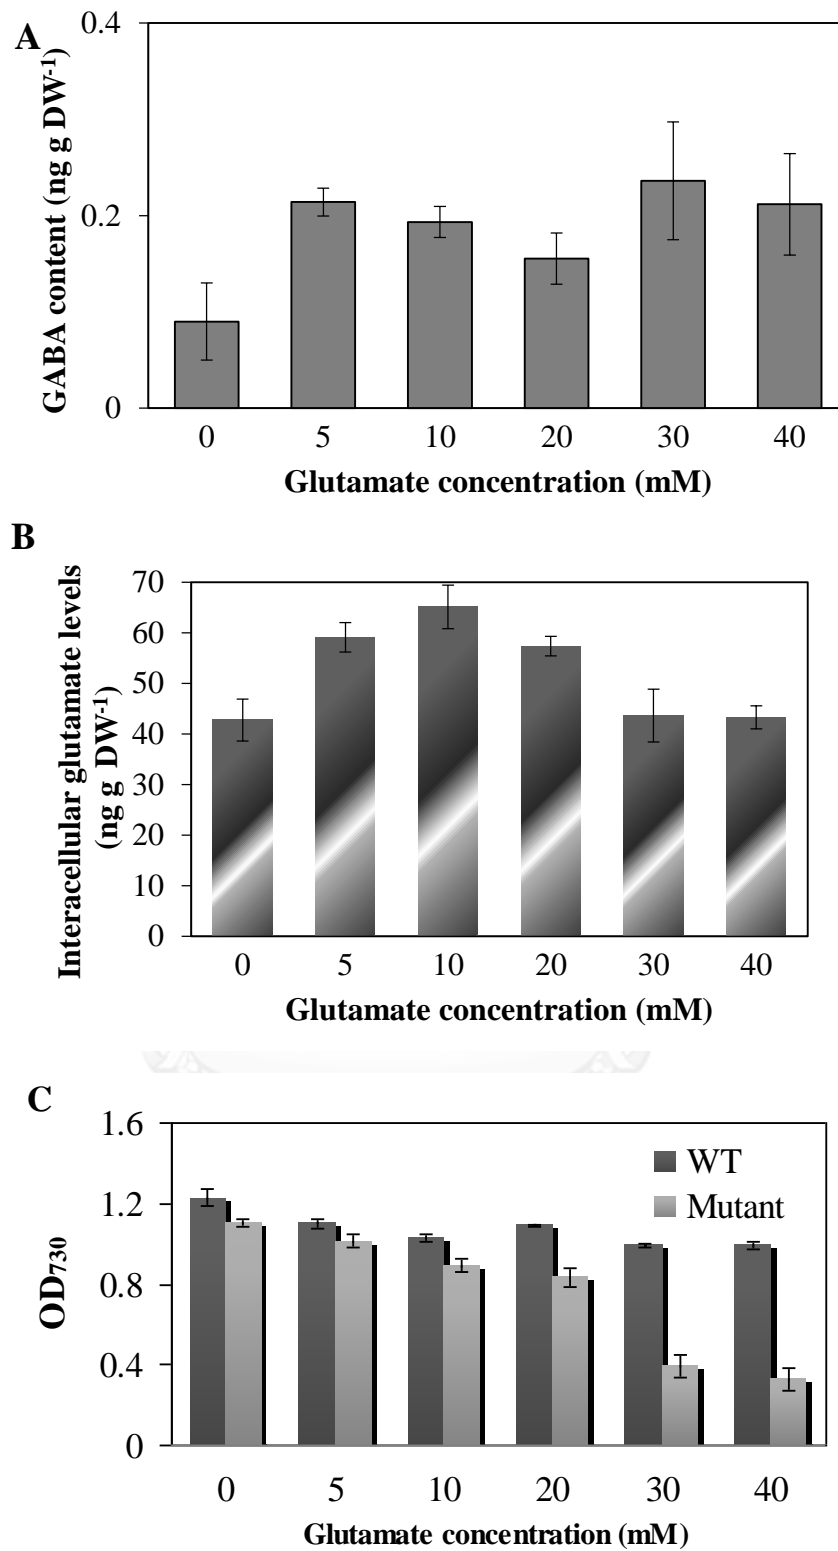 A
GABA content (ng g DW-1)
0.4
0.2
0
0 5 10 20 30 40
Glutamate concentration (mM)
B
Interacellular glutamate levels
(ng g DW-1)
70
60
50
40
30
20
10
0
0 5 10 20 30 40
Glutamate concentration (mM)
C
OD730
1.6
1.2
0.8
0.4
0
WT
Mutant
0 5 10 20 30 40
Glutamate concentration (mM)